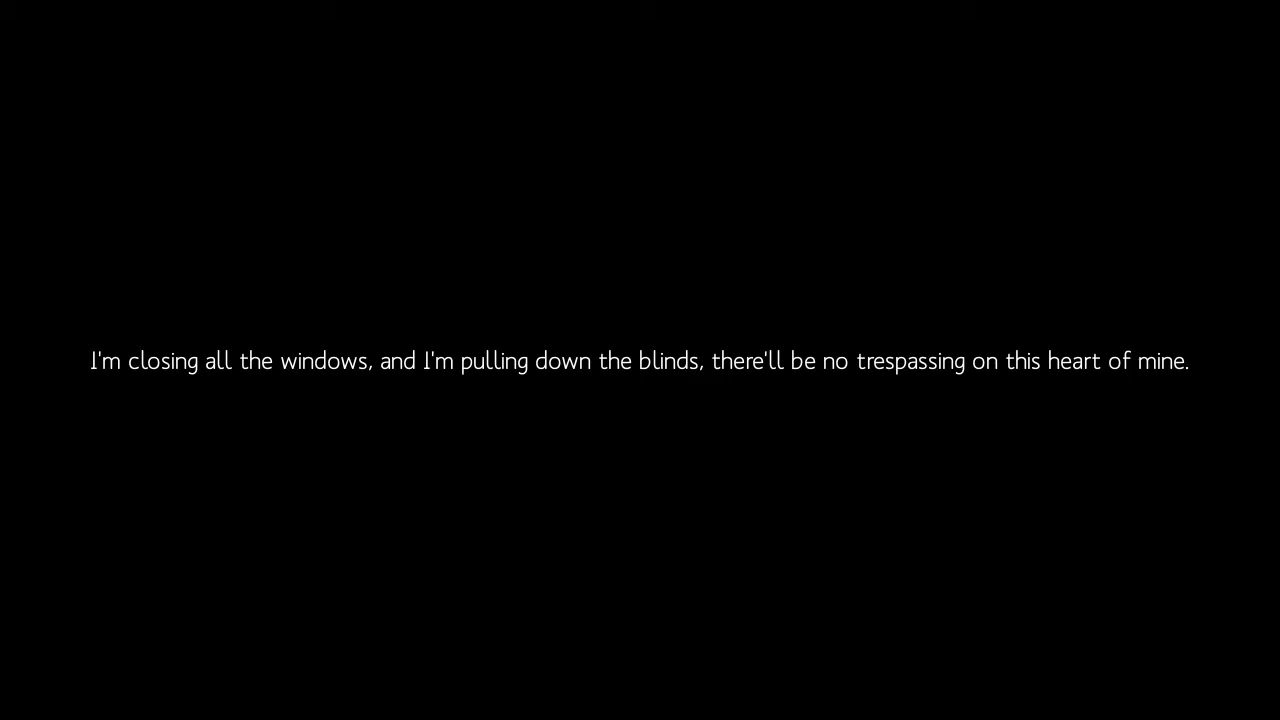 I'm closing all the windows, and I'm pulling down the blinds, there'll be no trespassing on this heart of mine.